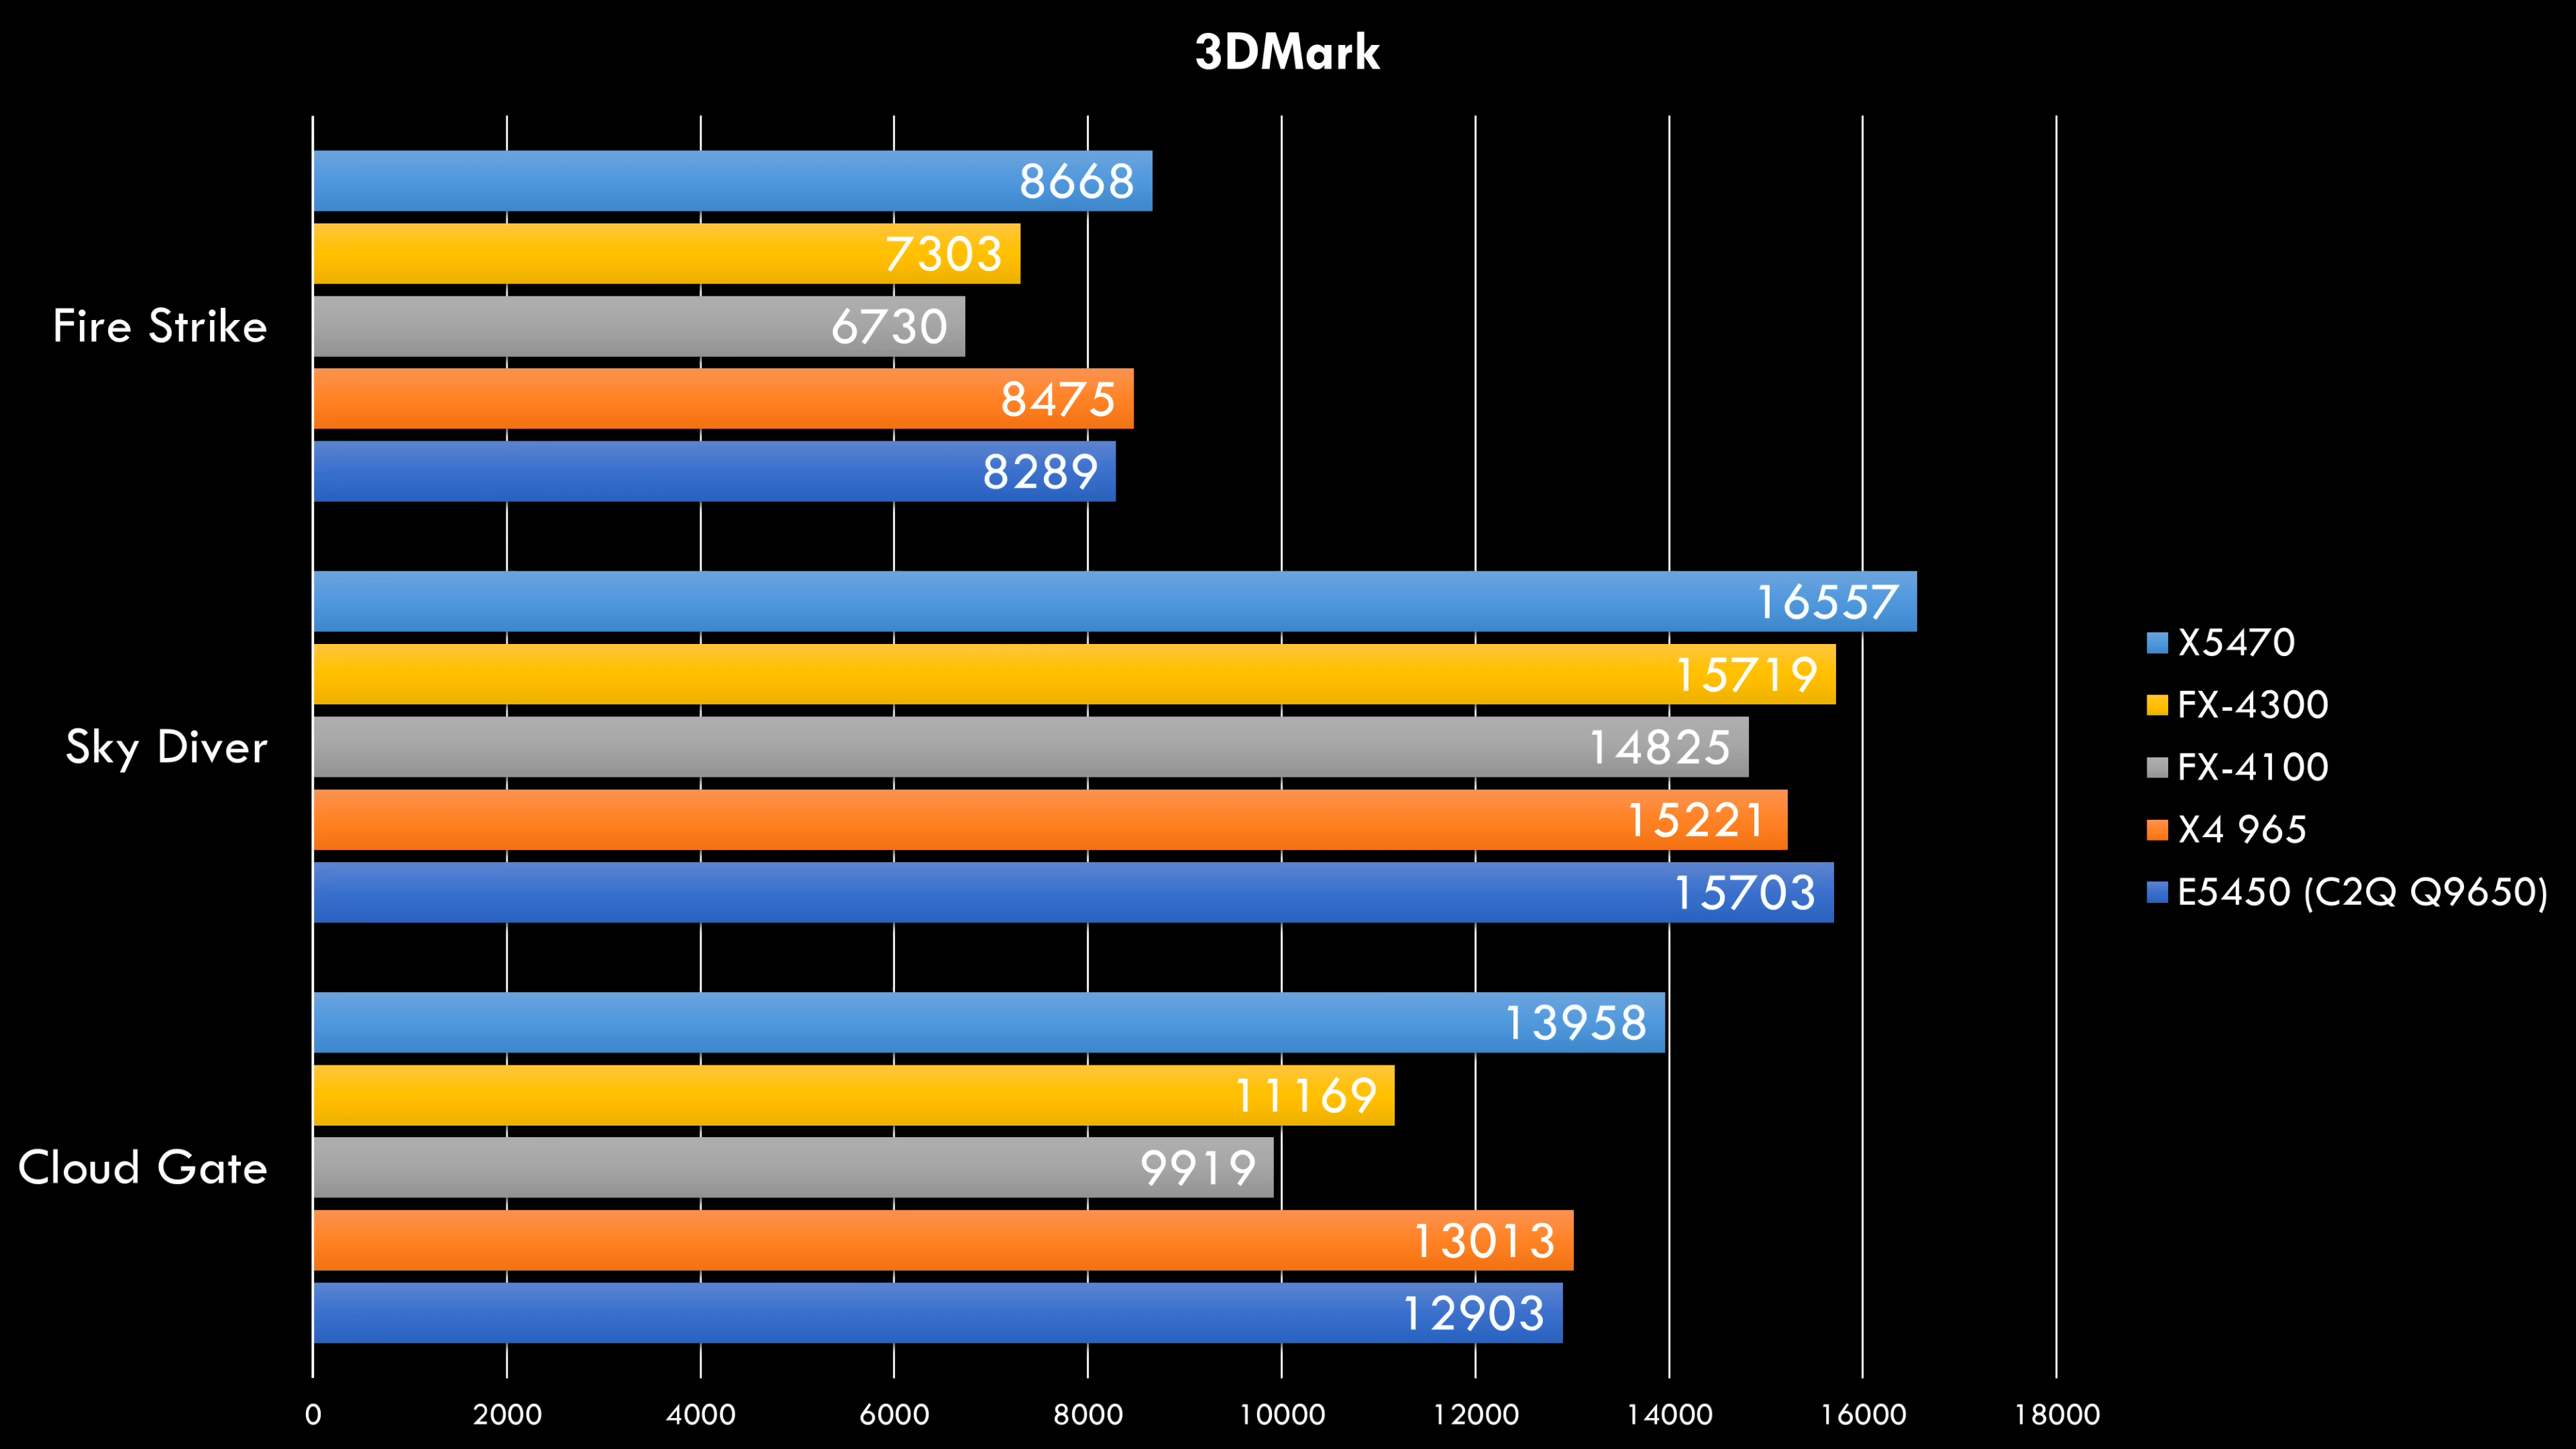 3DMark
Fire Strike
8668
7303
6730
8475
8289
Sky Diver
16557
15719
14825
15221
15703
Cloud Gate
13958
11169
9919
13013
12903
0 2000 4000 6000 8000 10000 12000 14000 16000 18000
X5470
FX-4300
FX-4100
X4 965
E5450 (C2Q Q9650)